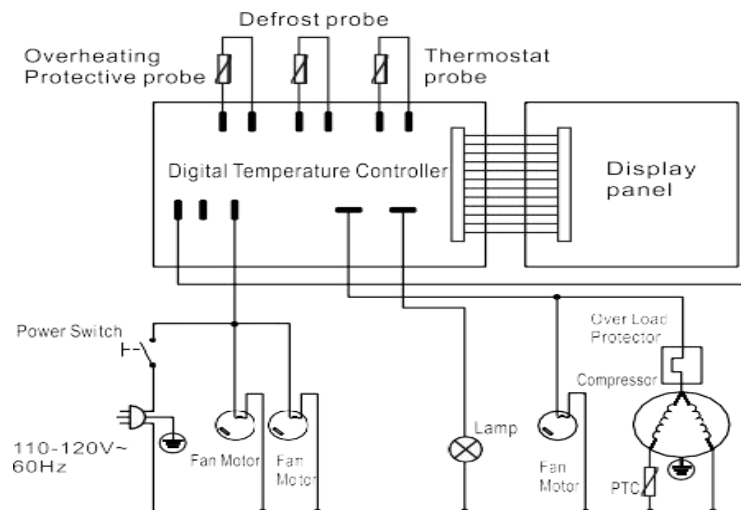 Defrost probe
Overheating
Protective probe
Thermostat
probe
Digital Temperature Controller
Display
panel
Power Switch
Over Load
Protector
Compressor
110-120V~
60Hz
Fan Motor
Fan
Motor
Lamp
Fan
Motor
PTC